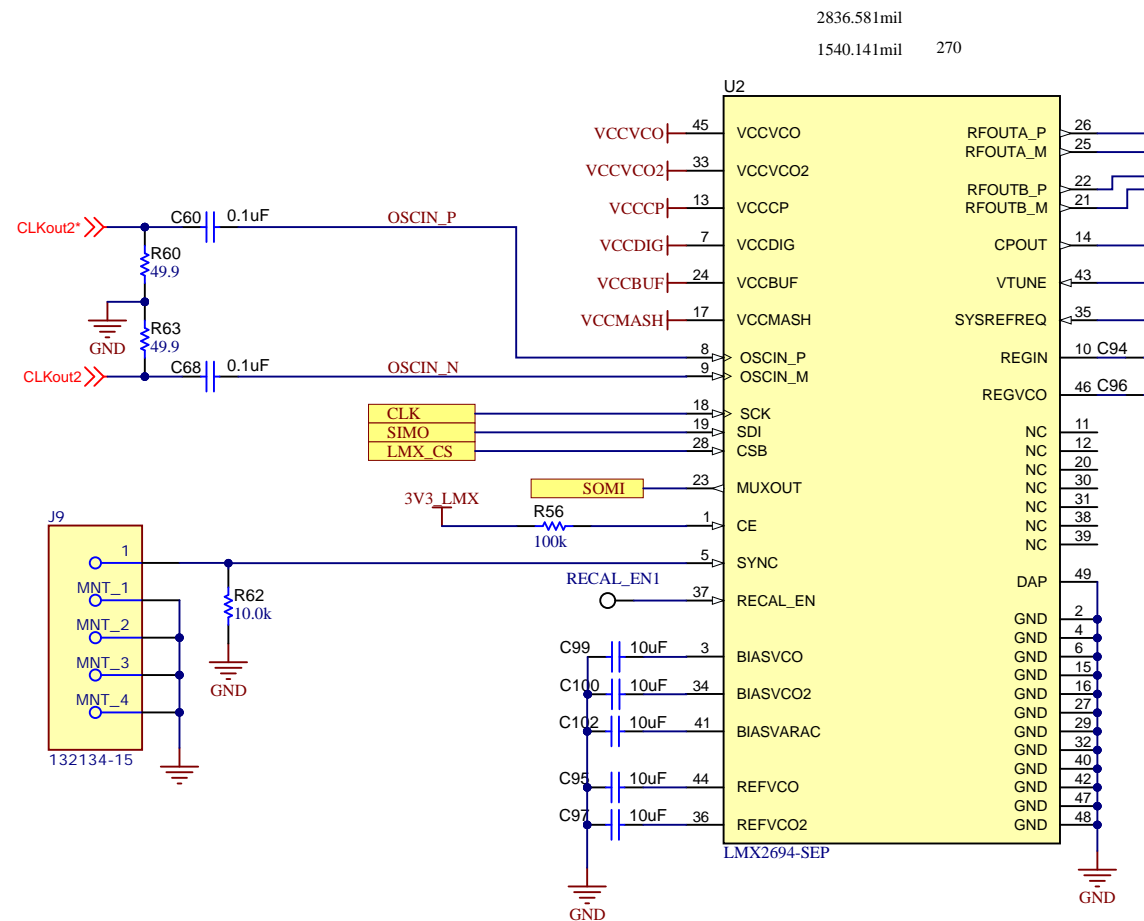 2836.581mil
1540.141mil 270
U2
VCCVCO 45 VCCVCO RFOUTA_P 26
RFOUTA_M 25
VCCVCO2 33 VCCVCO2
RFOUTB_P 22
VCCCP 13 VCCCP RFOUTB_M 21
CLKout2* C60 0.1uF OSCIN_P
VCCDIG 7 VCCDIG CPOUT 14
R60
49.9
VCCBUF 24 VCCBUF VTUNE 43
VCCMASH 17 VCCMASH SYSREFREQ 35
GND
R63
49.9
8 OSCIN_P REGIN 10 C94
CLKout2 C68 0.1uF OSCIN_N 9 OSCIN_M
REGVCO 46 C96
CLK 18 SCK
SIMO 19 SDI NC 11
LMX_CS 28 CSB NC 12
NC 20
SOMI 23 MUXOUT NC 30
3V3_LMX NC 31
R56
100k
1 CE NC 38
NC 39
J9
1 5 SYNC
RECAL_EN1 DAP 49
MNT_1 R62
10.0k
37 RECAL_EN
GND 2
MNT_2 GND 4
C99 10uF 3 BIASVCO GND 6
MNT_3 GND 15
GND C100 10uF 34 BIASVCO2 GND 16
MNT_4 GND 27
C102 10uF 41 BIASVARAC GND 29
GND 32
132134-15
GND 40
C95 10uF 44 REFVCO GND 42
GND 47
C97 10uF 36 REFVCO2 GND 48
LMX2694-SEP
GND GND